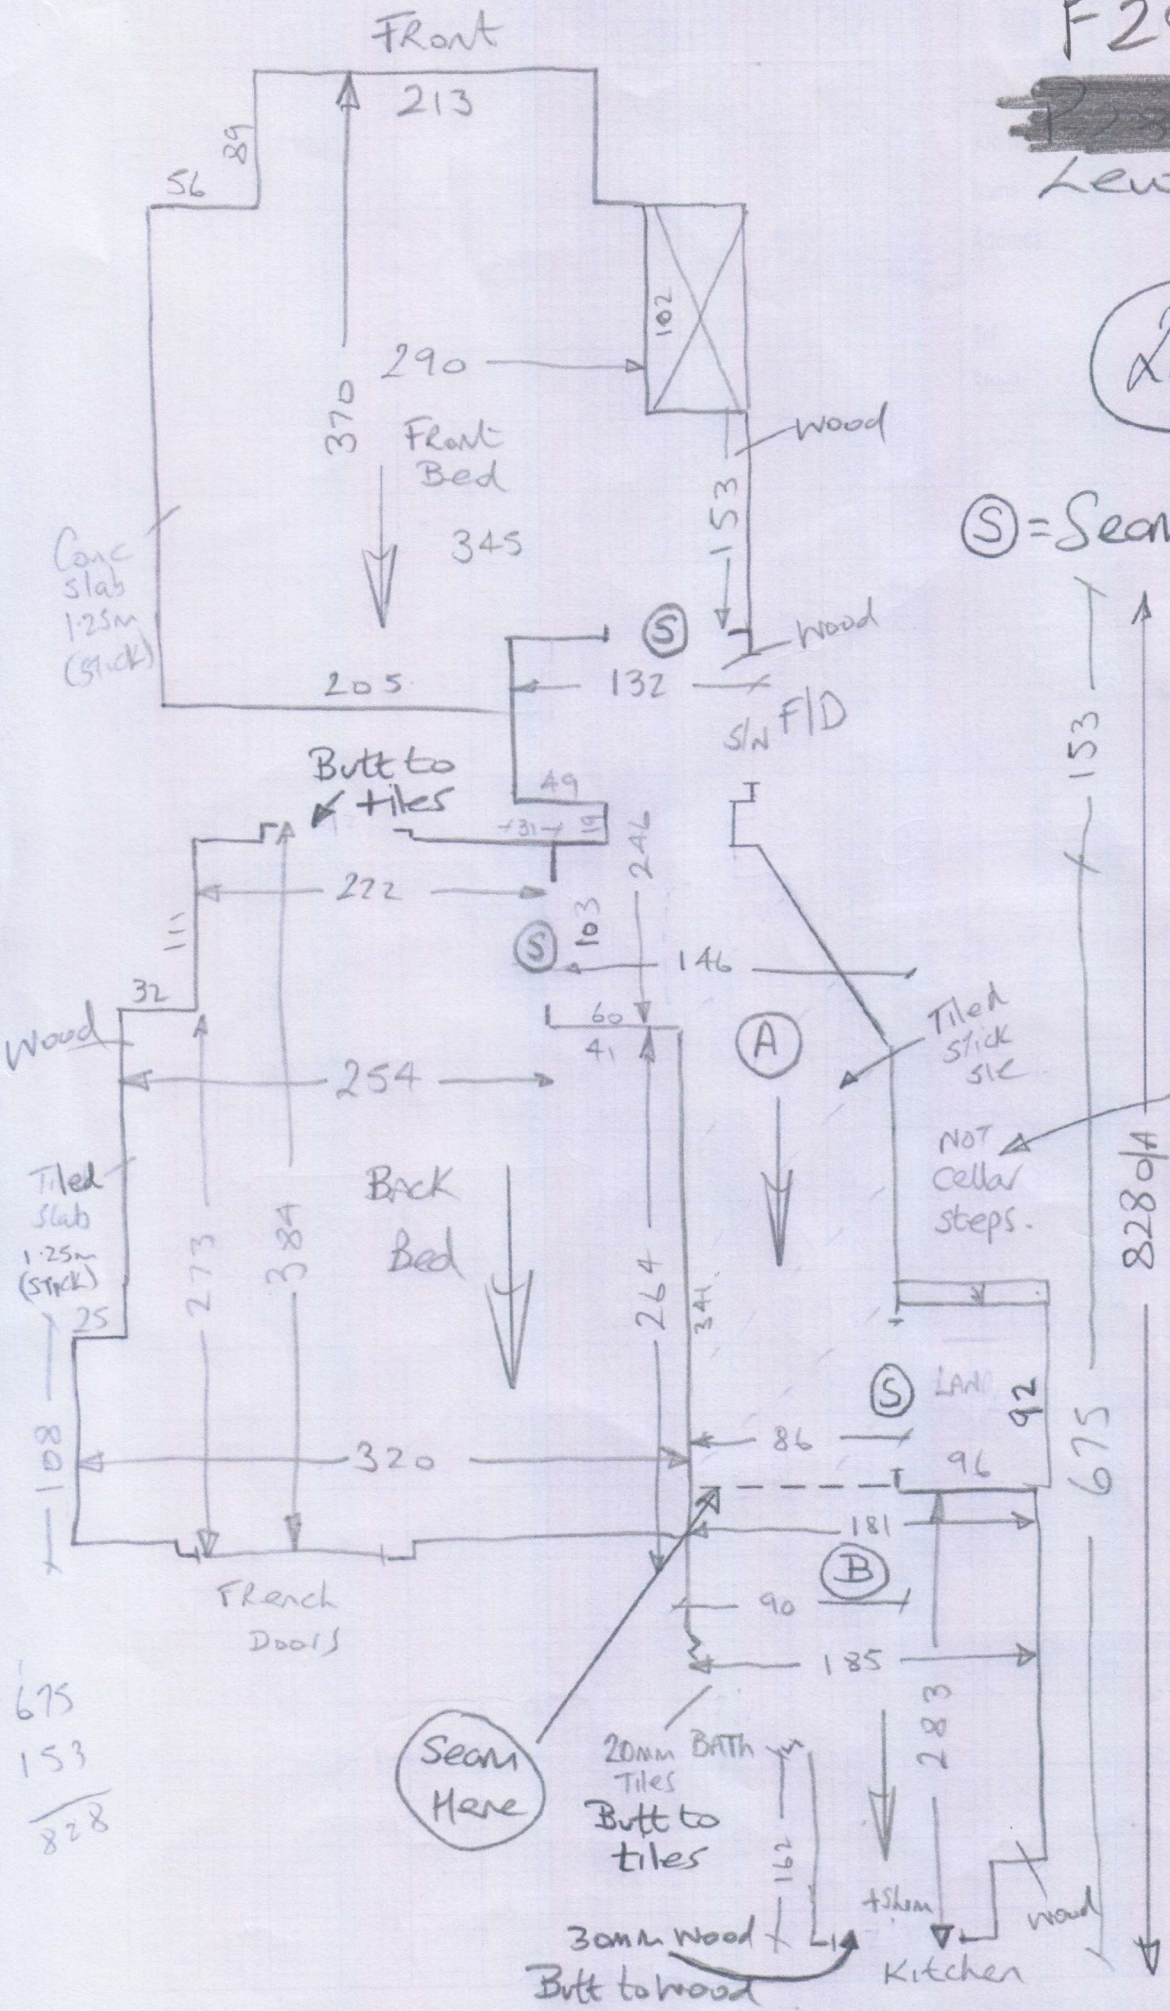 Front
F2
213
89
56
Lew
102
290
370
Front
Bed
wood
153
345
S = Seam
Conc
slab
1.25m
(stick)
S
wood
205
132
S/N F/D
153
Butt to
tiles
49
31
19
246
222
111
103
S
146
32
wood
60
41
A
Tiled
stick
SLC
254
NOT
Cellar
steps.
828 O/A
Tiled
slab
1.25m
(stick)
Back
Bed
273
384
264
341
25
S
LAN
92
675
108
320
86
96
181
B
90
French
Doors
185
675
153
828
Seam
Here
20mm BATH
Tiles
Butt to
tiles
283
162
30mm wood
Butt to wood
Kitchen
wood